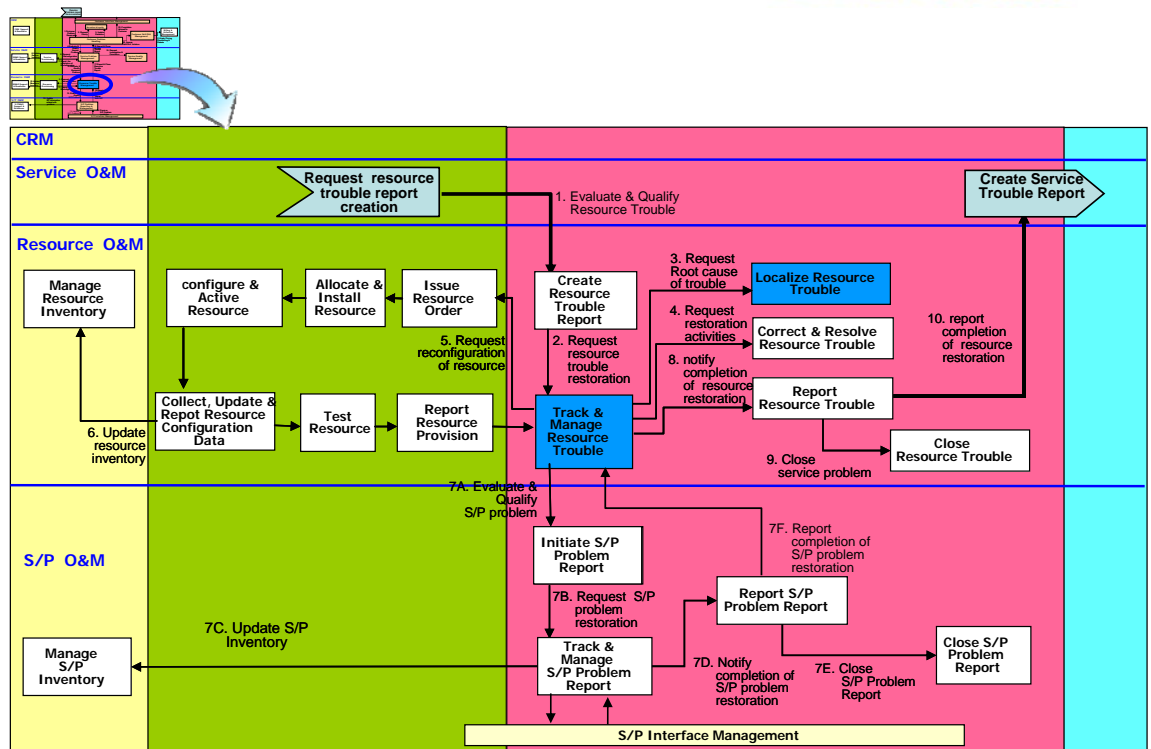 CRM
Service O&M
Request resource
trouble report
creation
1. Evaluate & Qualify
Resource Trouble
Create Service
Trouble Report
Resource O&M
Manage
Resource
Inventory
configure &
Active
Resource
Allocate &
Install
Resource
Issue
Resource
Order
Create
Resource
Trouble
Report
3. Request
Root cause
of trouble
Localize Resource
Trouble
4. Request
restoration
activities
Correct & Resolve
Resource Trouble
10. report
completion
of resource
restoration
5. Request
reconfiguration
of resource
2. Request
resource
trouble
restoration
8. notify
completion
of resource
restoration
Report
Resource Trouble
6. Update
resource
inventory
Collect, Update &
Repot Resource
Configuration
Data
Test
Resource
Report
Resource
Provision
Track &
Manage
Resource
Trouble
9. Close
service problem
Close
Resource Trouble
S/P O&M
7A. Evaluate &
Qualify
S/P problem
Initiate S/P
Problem
Report
7F. Report
completion of
S/P problem
restoration
7B. Request S/P
problem
restoration
Report S/P
Problem Report
7C. Update S/P
Inventory
Manage
S/P
Inventory
Track &
Manage
S/P Problem
Report
7D. Notify
completion of
S/P problem
restoration
7E. Close
S/P Problem
Report
Close S/P
Problem
Report
S/P Interface Management